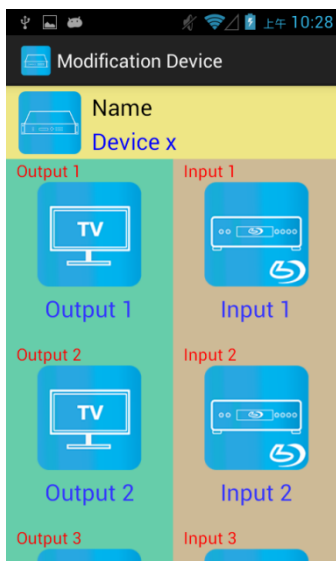 上午 10:28
Modification Device
Name
Device x
Output 1
Input 1
TV
Output 1
Input 1
Output 2
Input 2
TV
Output 2
Input 2
Output 3
Input 3